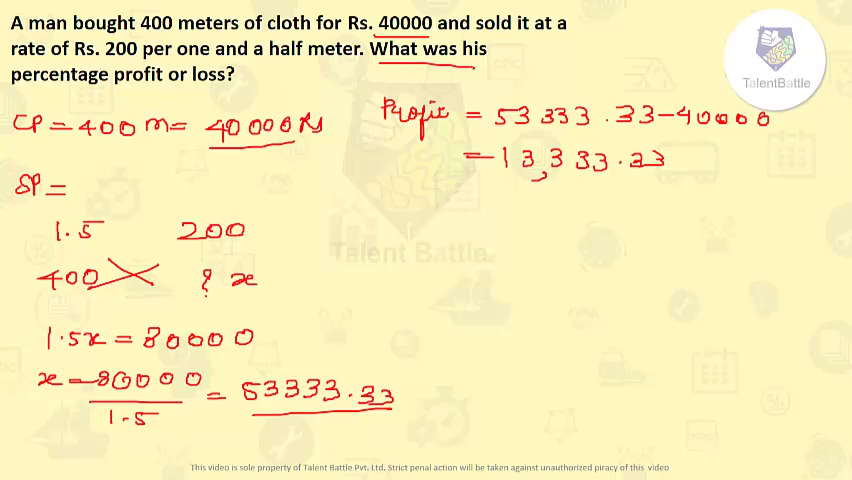 A man bought 400 meters of cloth for Rs. 40000 and sold it at a
rate of Rs. 200 per one and a half meter. What was his
percentage profit or loss?
TalentBattle
CP = 400 m = 40000 Rs
SP =
1.5 200
400 ? x
1.5x = 80000
x = 80000 / 1.5 = 53333.33
Profit = 53333.33-40000
= 13,333.33
Talent Battle
This video is sole property of Talent Battle Pvt. Ltd. Strict penal action will be taken against unauthorized piracy of this video